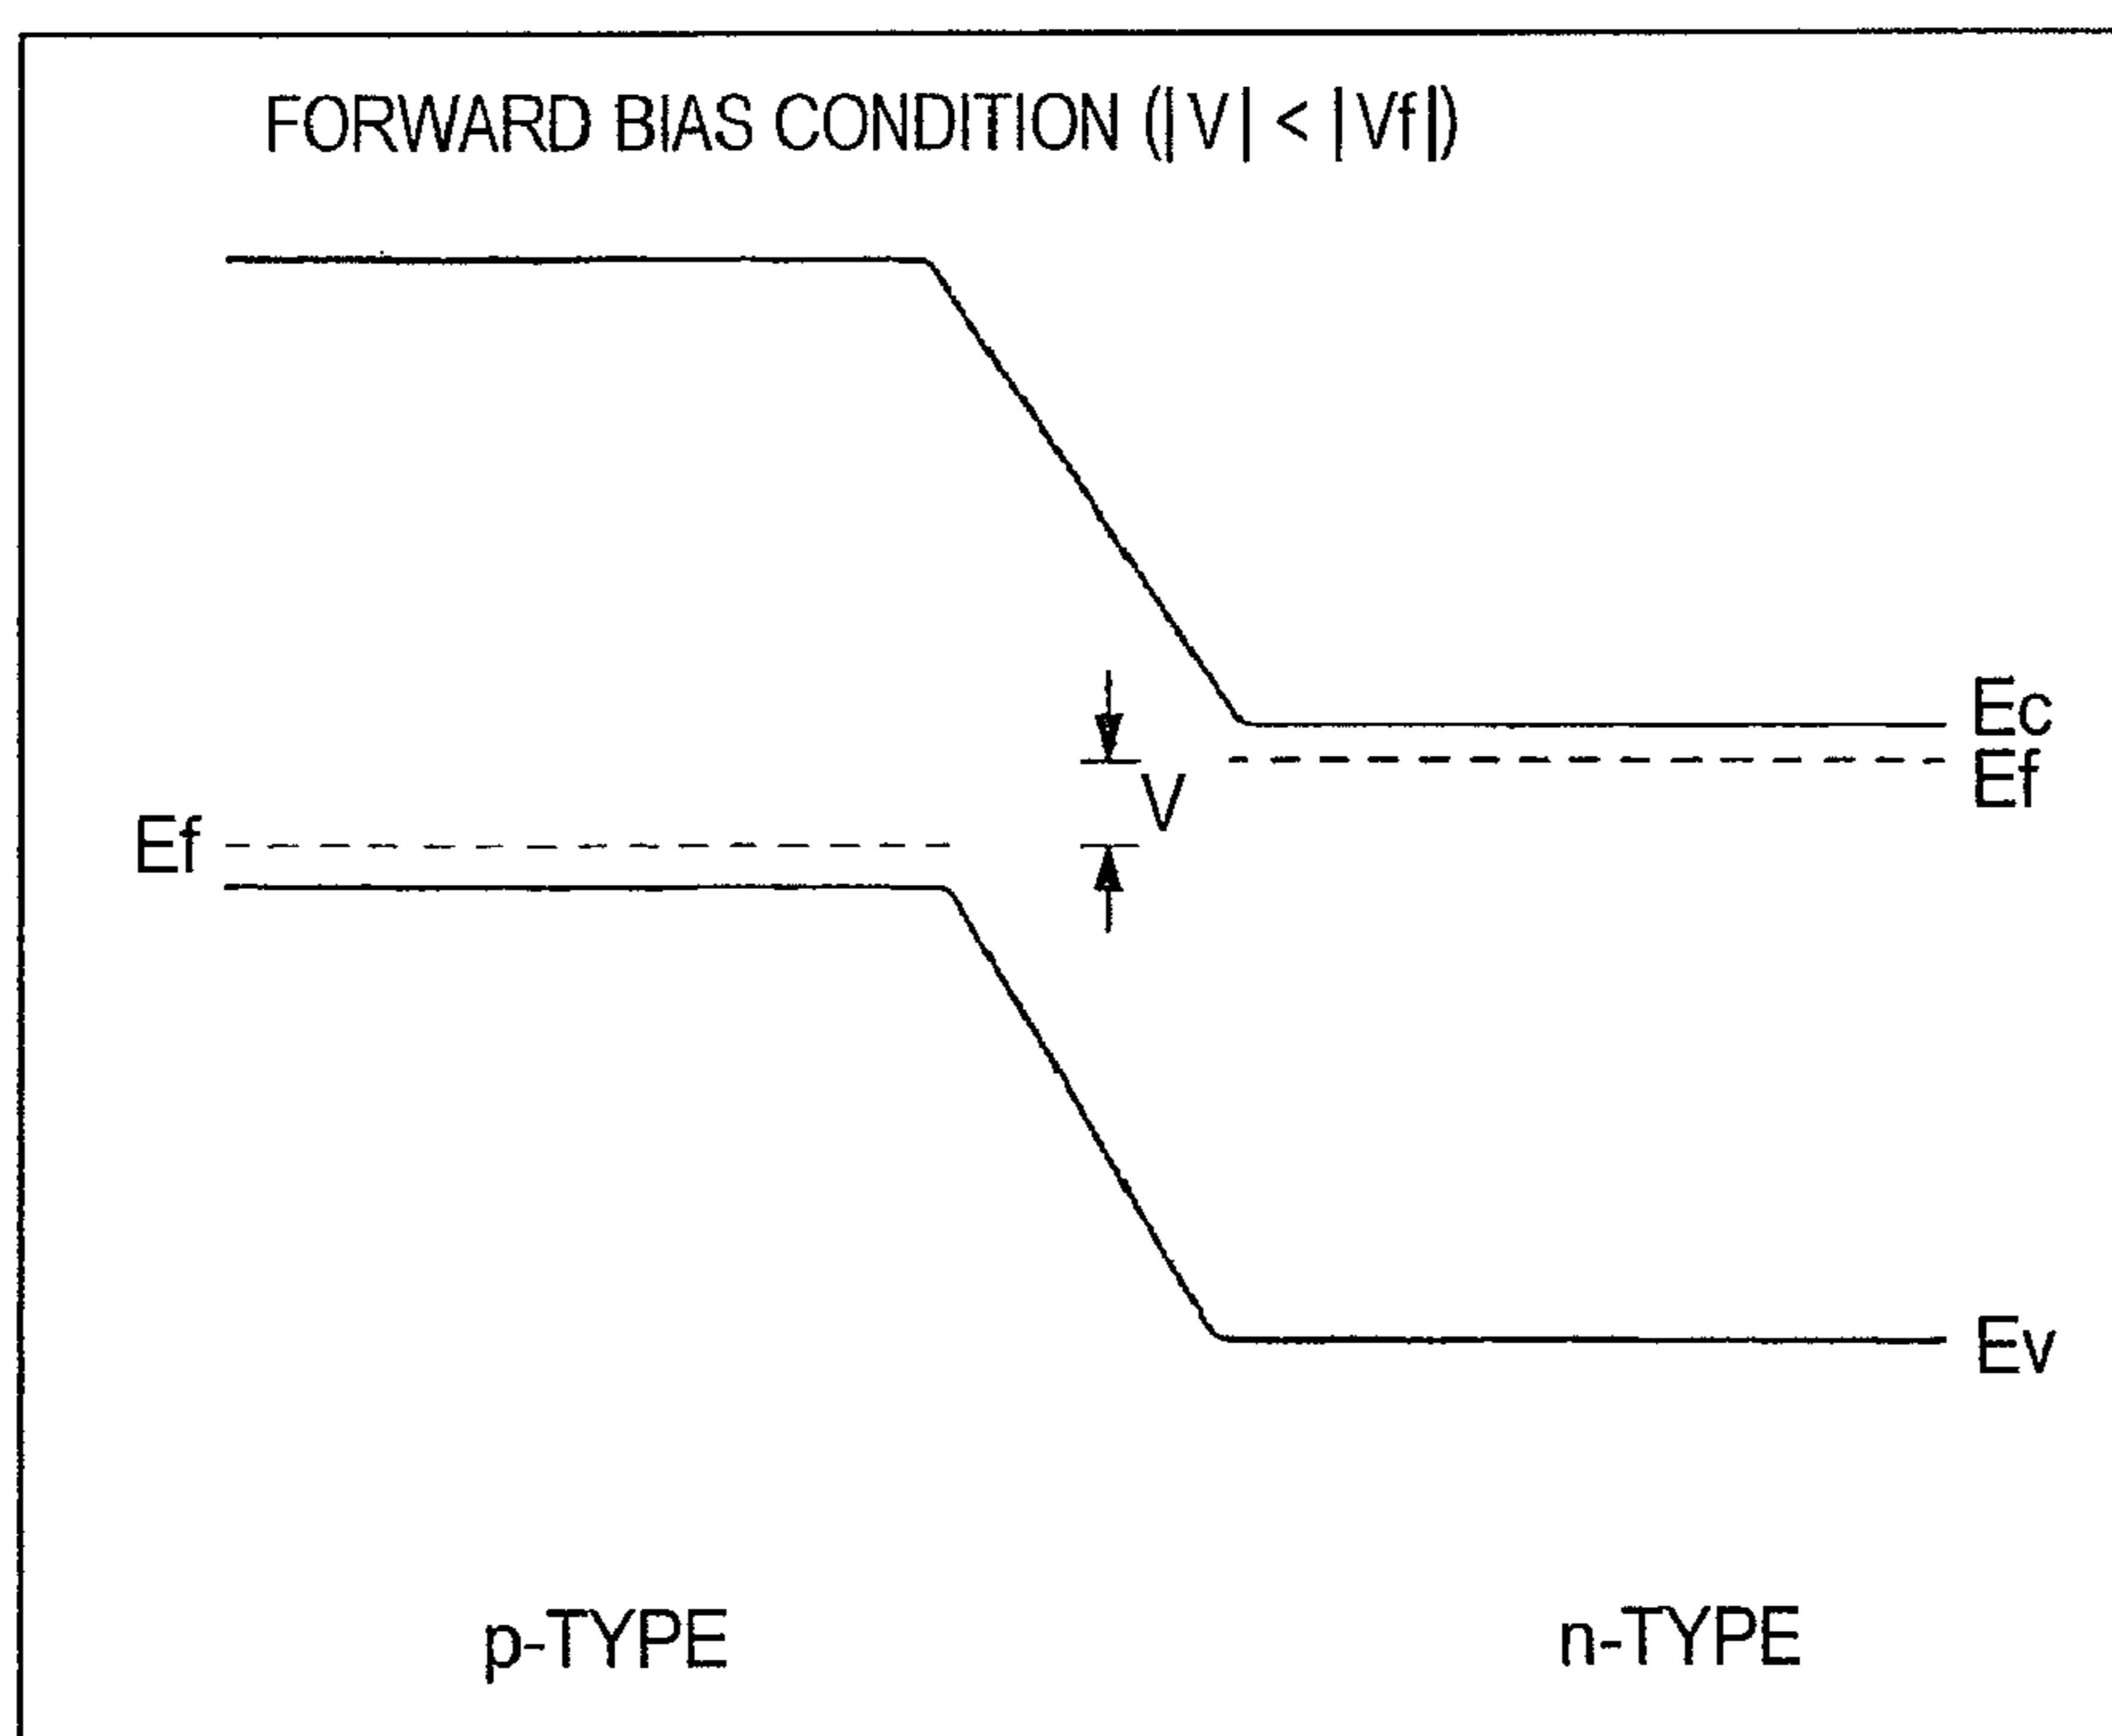 FORWARD BIAS CONDITION (|V| < |Vf|)
Ec
Ef
V
Ef
Ev
p-TYPE
n-TYPE